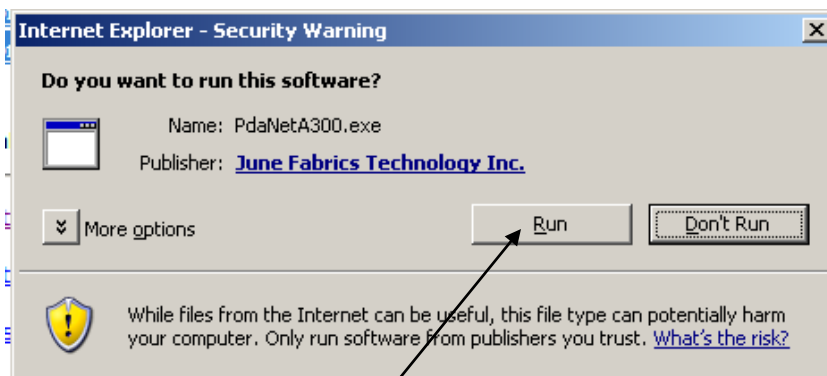 Internet Explorer - Security Warning
Do you want to run this software?
Name: PdaNetA300.exe
Publisher: June Fabrics Technology Inc.
More options
Run
Don't Run
While files from the Internet can be useful, this file type can potentially harm
your computer. Only run software from publishers you trust. What's the risk?